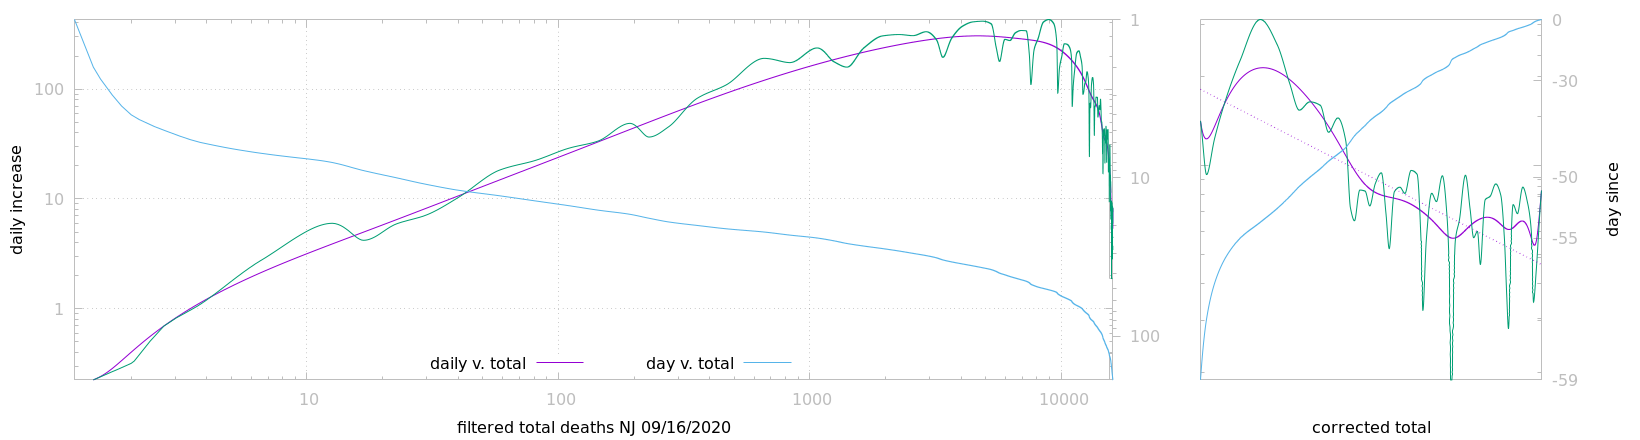 100
10
1
daily increase
1
10
100
daily v. total
day v. total
10
100
1000
10000
filtered total deaths NJ 09/16/2020
0
-30
-50
-55
-59
day since
corrected total